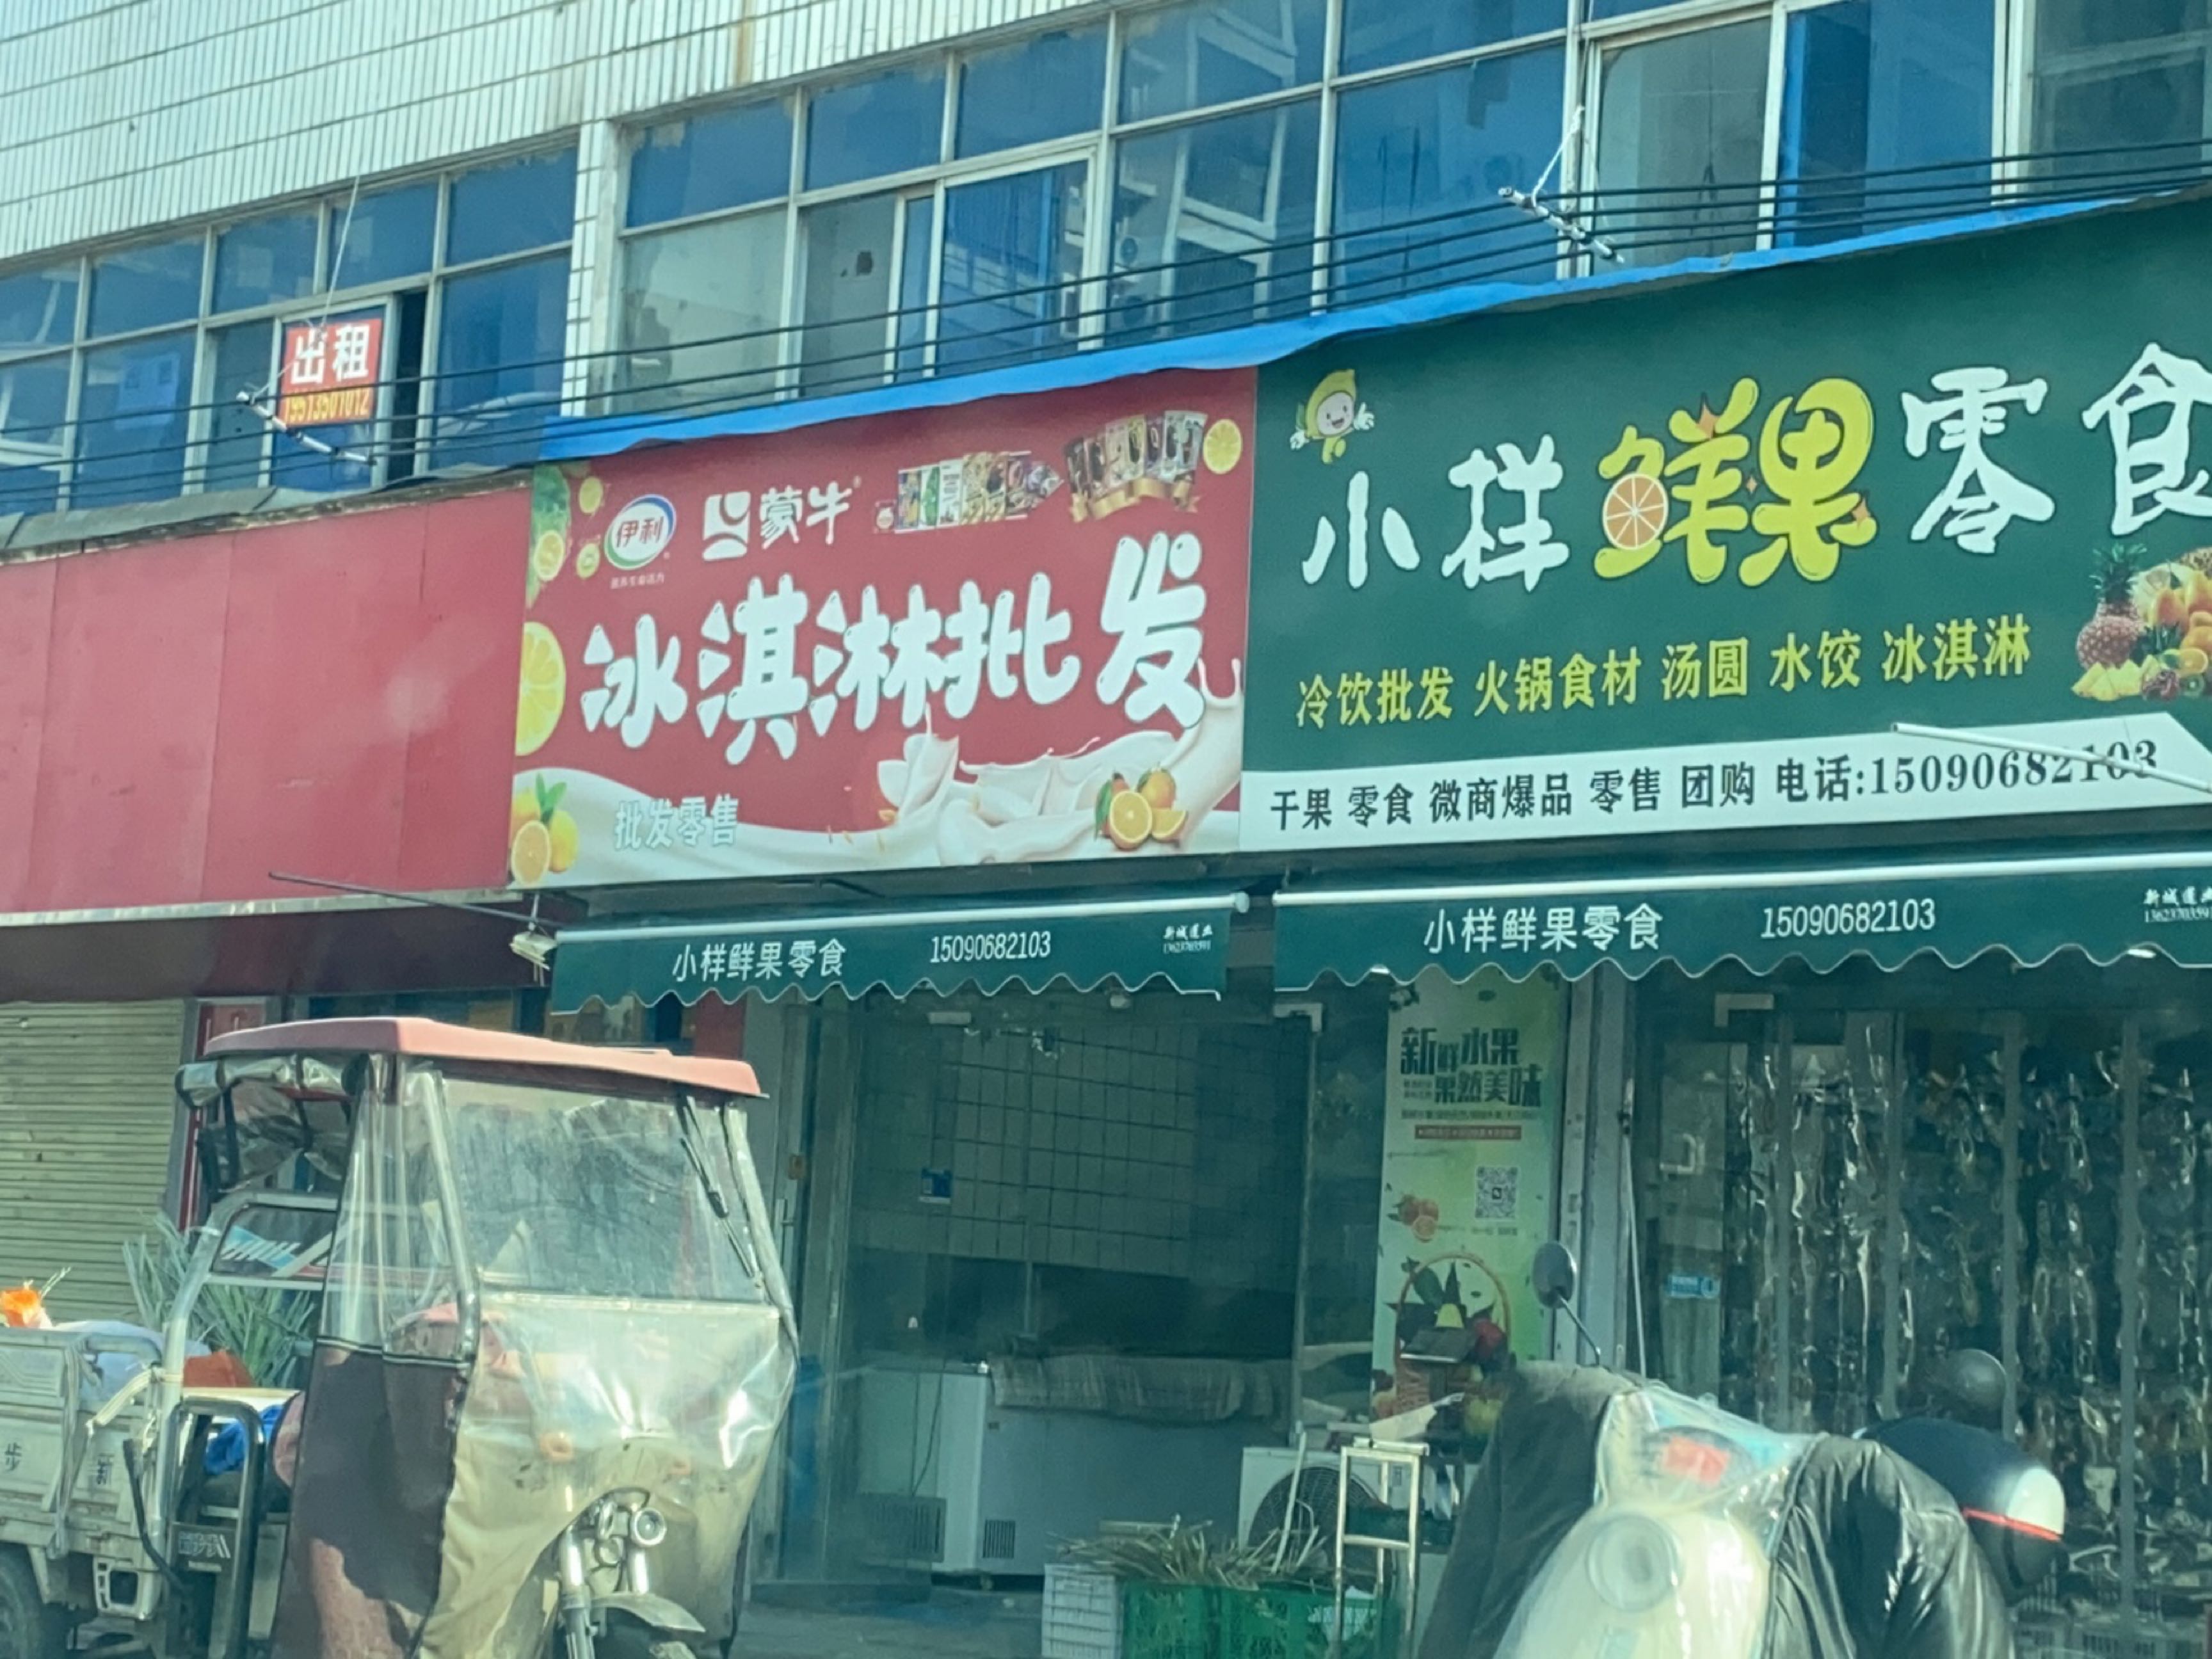 出租
伊利
蒙牛
冰淇淋批发
批发零售
小样鲜果零食
冷饮批发 火锅食材 汤圆 水饺 冰淇淋
干果 零食 微商爆品 零售 团购 电话:15090682103
小样鲜果零食 15090682103
小样鲜果零食 15090682103
新鲜水果
果然美味
步 新